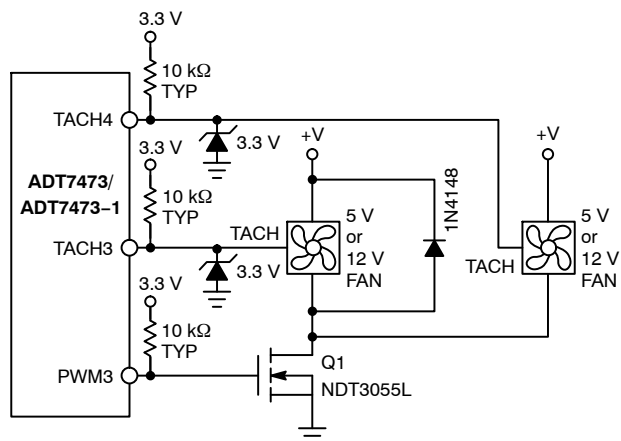 3.3 V
10 kΩ
TYP
TACH4
3.3 V
3.3 V
+V
+V
ADT7473/
ADT7473–1
10 kΩ
TYP
1N4148
TACH
5 V
or
12 V
FAN
TACH3
3.3 V
3.3 V
TACH
5 V
or
12 V
FAN
10 kΩ
TYP
PWM3
Q1
NDT3055L